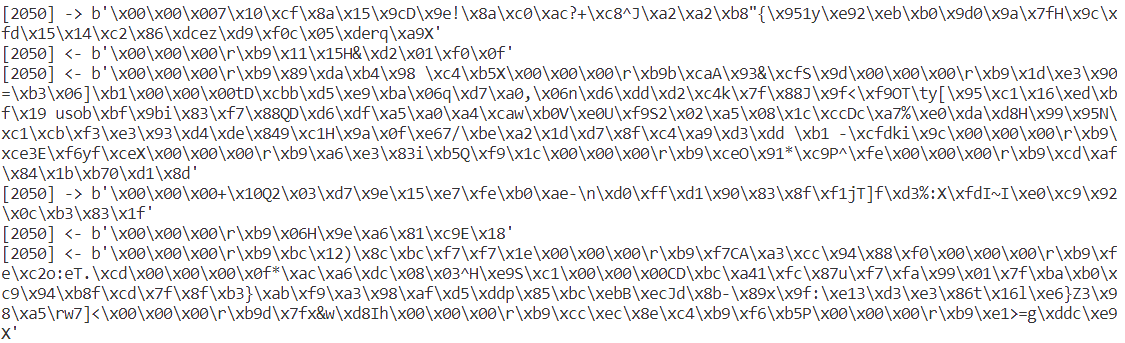 [2050] -> b'\x00\x00\x007\x10\xcf\x8a\x15\x9cD\x9e!\x8a\xc0\xac?+\xc8^J\xa2\xa2\xb8"{\x951y\xe92\xeb\xb0\x9d0\x9a\x7fH\x9c\x
fd\x15\x14\xc2\x86\xdcez\xd9\xf0c\x05\xderq\xa9X'
[2050] <- b'\x00\x00\x00\r\xb9\x11\x15H&\xd2\x01\xf0\x0f'
[2050] <- b'\x00\x00\x00\r\xb9\x89\xda\xb4\x98 \xc4\xb5X\x00\x00\x00\r\xb9b\xcaA\x93&\xcfS\x9d\x00\x00\x00\r\xb9\x1d\xe3\x90
=\xb3\x06]\xb1\x00\x00\x00tD\xcbb\xd5\xe9\xba\x06q\xd7\xa0,\x06n\xd6\xdd\xd2\xc4k\x7f\x88J\x9f<\xf9OT\ty[\x95\xc1\x16\xed\xb
f\x19 usob\xbf\x9bi\x83\xf7\x88QD\xd6\xdf\xa5\xa0\xa4\xcaw\xb0V\xe0U\xf9S2\x02\xa5\x08\x1c\xccDc\xa7%\xe0\xda\xd8H\x99\x95N\
\xc1\xcb\xf3\xe3\x93\xd4\xde\x849\xc1H\x9a\x0f\xe67/\xbe\xa2\x1d\xd7\x8f\xc4\xa9\xd3\xdd \xb1 -\xcfdki\x9c\x00\x00\x00\r\xb9
\xce3E\xf6yf\xceX\x00\x00\x00\r\xb9\xa6\xe3\x83i\xb5Q\xf9\x1c\x00\x00\x00\r\xb9\xceO\x91*\xc9P^\xfe\x00\x00\x00\r\xb9\xcd\xaf
\x84\x1b\xb70\xd1\x8d'
[2050] -> b'\x00\x00\x00+\x10Q2\x03\xd7\x9e\x15\xe7\xfe\xb0\xae-\n\xd0\xff\xd1\x90\x83\x8f\xf1jT]f\xd3%:X\xfdI~I\xe0\xc9\x92
\x0c\xb3\x83\x1f'
[2050] <- b'\x00\x00\x00\r\xb9\x06H\x9e\xa6\x81\xc9E\x18'
[2050] <- b'\x00\x00\x00\r\xb9\xbc\x12)\x8c\xbc\xf7\xf7\x1e\x00\x00\x00\r\xb9\xf7CA\xa3\xcc\x94\x88\xf0\x00\x00\x00\r\xb9\xf
e\xc2o:eT.\xcd\x00\x00\x00\x0f*\xac\xa6\xdc\x08\x03^H\xe9S\xc1\x00\x00\x00CD\xbc\xa41\xfc\x87u\xf7\xfa\x99\x01\x7f\xba\xb0\x
c9\x94\xb8f\xcd\x7f\x8f\xb3}\xab\xf9\xa3\x98\xaf\xd5\xddp\x85\xbc\xebB\xecJd\x8b-\x89x\x9f:\xe13\xd3\xe3\x86t\x16l\xe6}Z3\x9
8\xa5\rw7]<\x00\x00\x00\r\xb9d\x7fx&w\xd8Ih\x00\x00\x00\r\xb9\xcc\xec\x8e\xc4\xb9\xf6\xb5P\x00\x00\x00\r\xb9\xe1>=g\xddc\xe9
X'